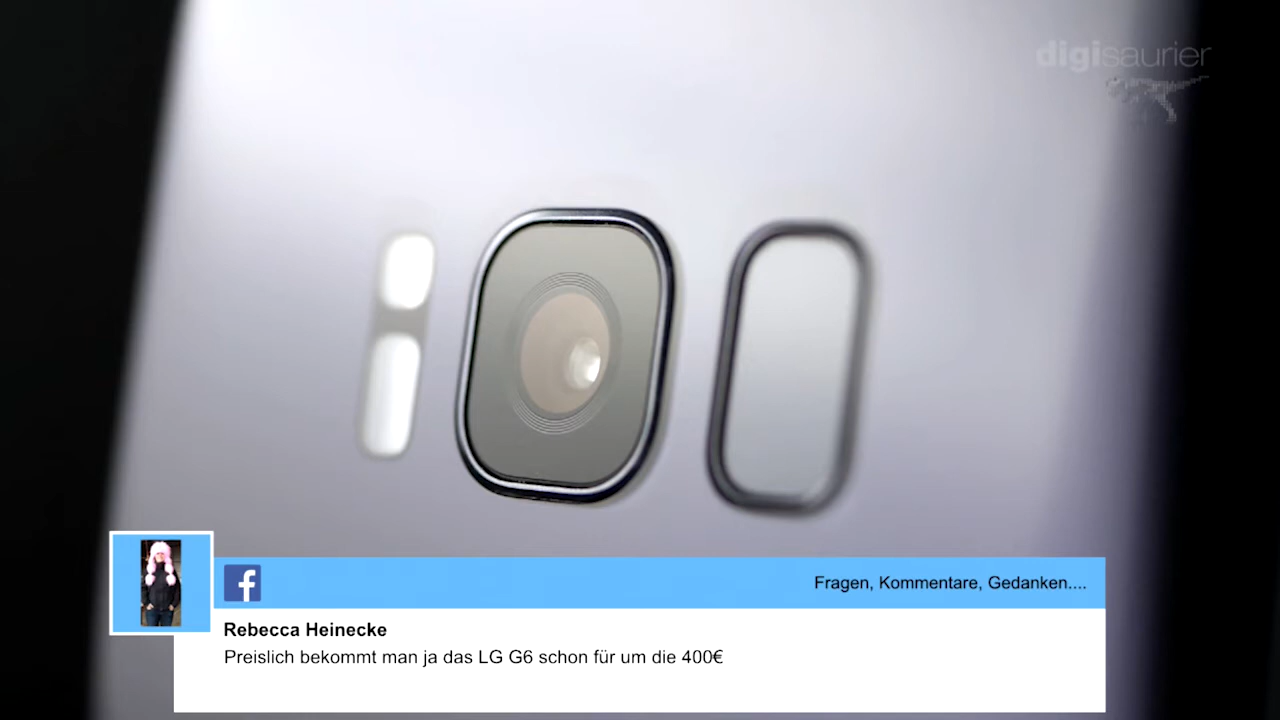 digisaurier
Fragen, Kommentare, Gedanken....
Rebecca Heinecke
Preislich bekommt man ja das LG G6 schon für um die 400€